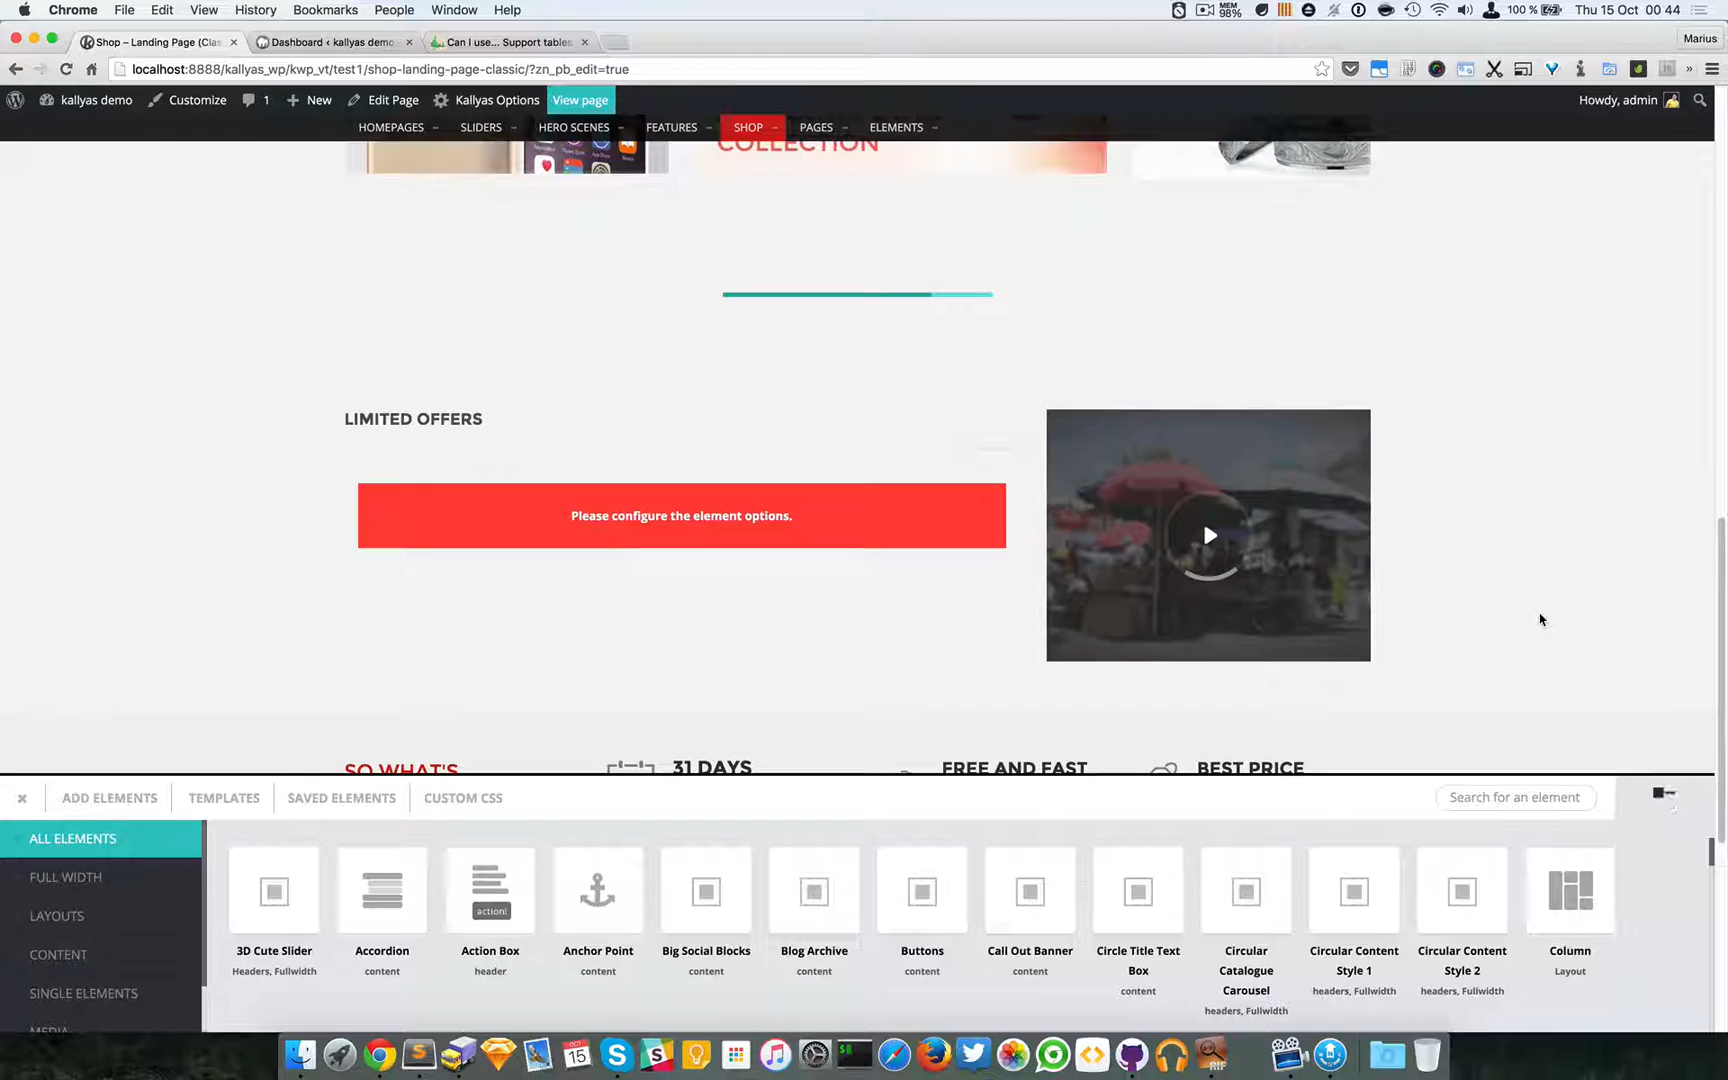 Chrome File Edit View History Bookmarks People Window Help MEM 98% 100 % Thu 15 Oct 00 44
Shop – Landing Page (Clas Dashboard ‹ kallyas demo Can I use... Support tables Marius
localhost:8888/kallyas_wp/kwp_vt/test1/shop-landing-page-classic/?zn_pb_edit=true
kallyas demo Customize 1 New Edit Page Kallyas Options View page Howdy, admin
HOMEPAGES SLIDERS HERO SCENES FEATURES SHOP PAGES ELEMENTS
COLLECTION
LIMITED OFFERS
Please configure the element options.
SO WHAT'S 31 DAYS FREE AND FAST BEST PRICE
ADD ELEMENTS TEMPLATES SAVED ELEMENTS CUSTOM CSS Search for an element
ALL ELEMENTS
FULL WIDTH
LAYOUTS
CONTENT
SINGLE ELEMENTS
MEDIA
action!
3D Cute Slider
Headers, Fullwidth
Accordion
content
Action Box
header
Anchor Point
content
Big Social Blocks
content
Blog Archive
content
Buttons
content
Call Out Banner
content
Circle Title Text
Box
content
Circular
Catalogue
Carousel
headers, Fullwidth
Circular Content
Style 1
headers, Fullwidth
Circular Content
Style 2
headers, Fullwidth
Column
Layout
15
RIF